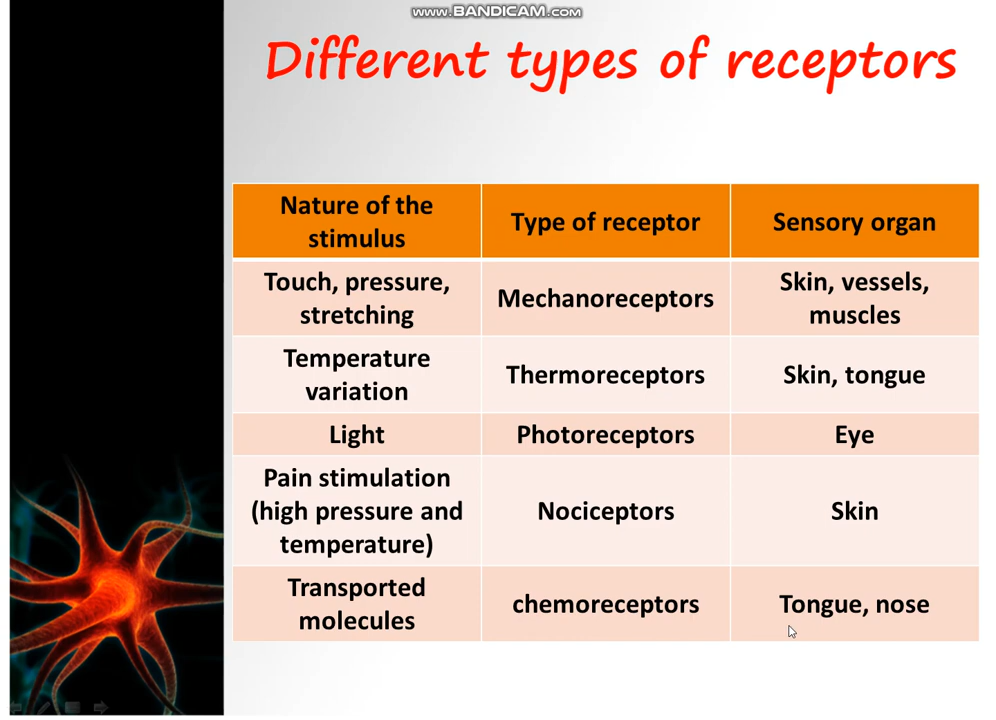 www.BANDICAM.com
Different types of receptors
Nature of the
stimulus
Type of receptor
Sensory organ
Touch, pressure,
stretching
Mechanoreceptors
Skin, vessels,
muscles
Temperature
variation
Thermoreceptors
Skin, tongue
Light
Photoreceptors
Eye
Pain stimulation
(high pressure and
temperature)
Nociceptors
Skin
Transported
molecules
chemoreceptors
Tongue, nose